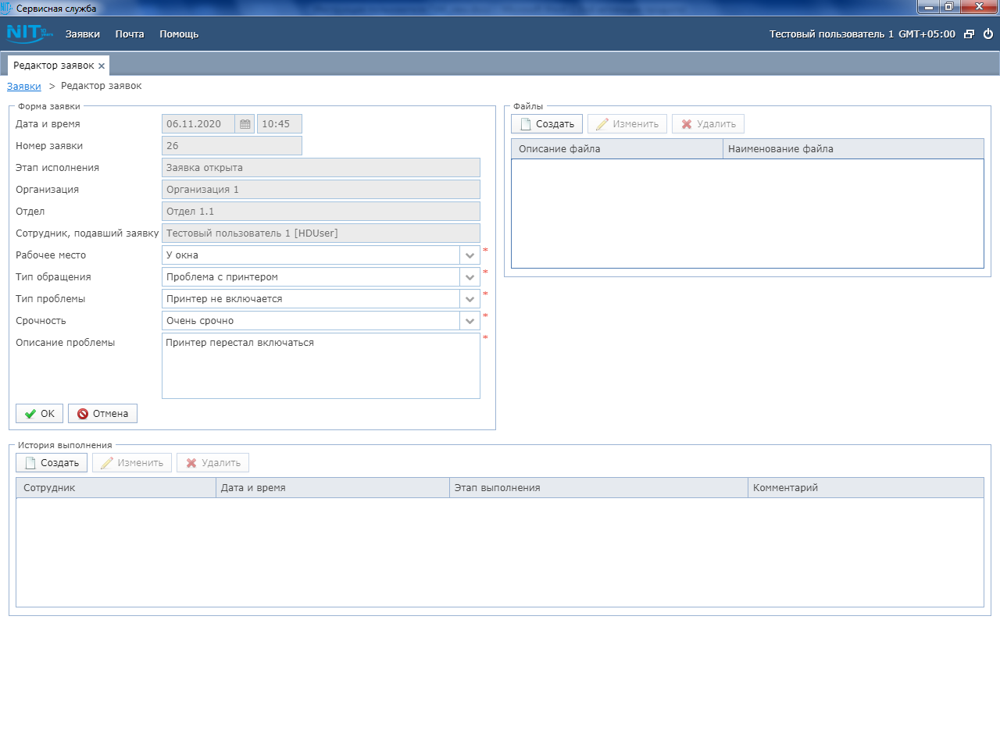 Сервисная служба
NIT Заявки Почта Помощь Тестовый пользователь 1 GMT+05:00
Редактор заявок
Заявки > Редактор заявок
Форма заявки
Дата и время 06.11.2020 10:45
Номер заявки 26
Этап исполнения Заявка открыта
Организация Организация 1
Отдел Отдел 1.1
Сотрудник, подавший заявку Тестовый пользователь 1 [HDUser]
Рабочее место У окна *
Тип обращения Проблема с принтером *
Тип проблемы Принтер не включается *
Срочность Очень срочно *
Описание проблемы Принтер перестал включаться *
OK Отмена
Файлы
Создать Изменить Удалить
Описание файла Наименование файла
История выполнения
Создать Изменить Удалить
Сотрудник Дата и время Этап выполнения Комментарий